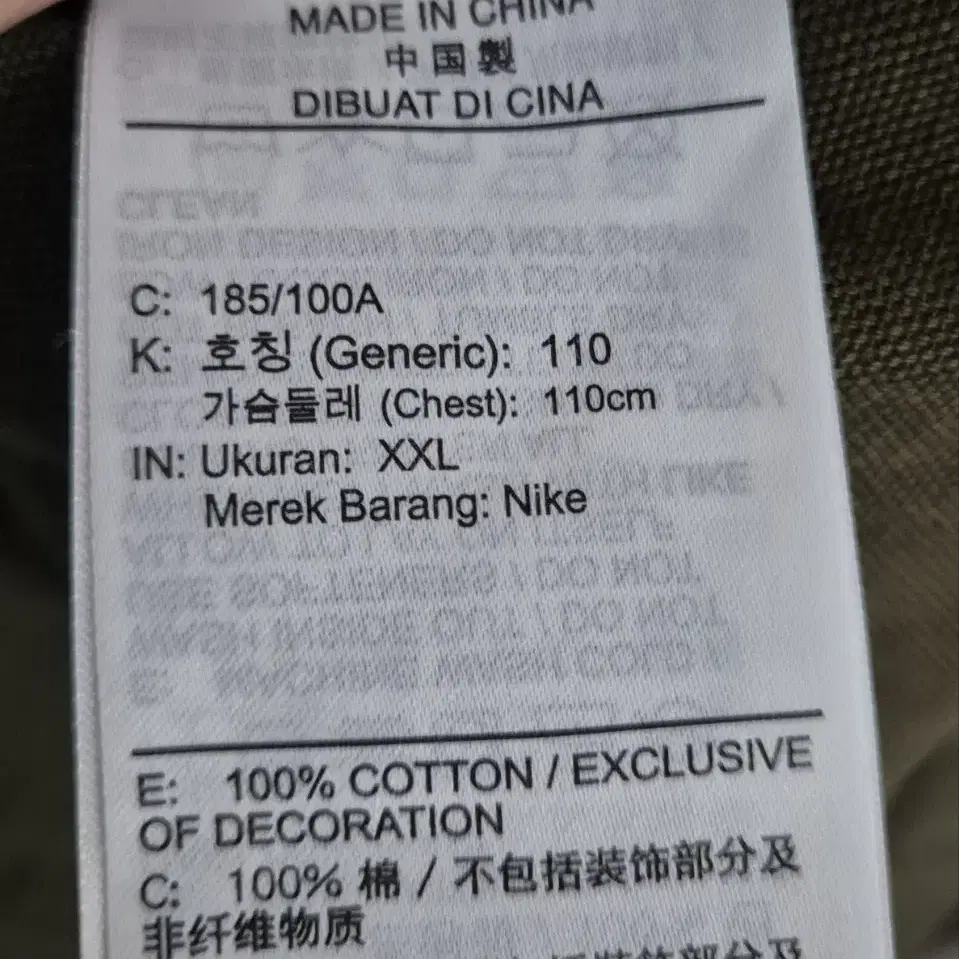 MADE IN CHINA
中国製
DIBUAT DI CINA
C: 185/100A
K: 호칭 (Generic): 110
가슴둘레 (Chest): 110cm
IN: Ukuran: XXL
Merek Barang: Nike
E: 100% COTTON / EXCLUSIVE
OF DECORATION
C: 100% 棉 / 不包括装饰部分及
非纤维物质